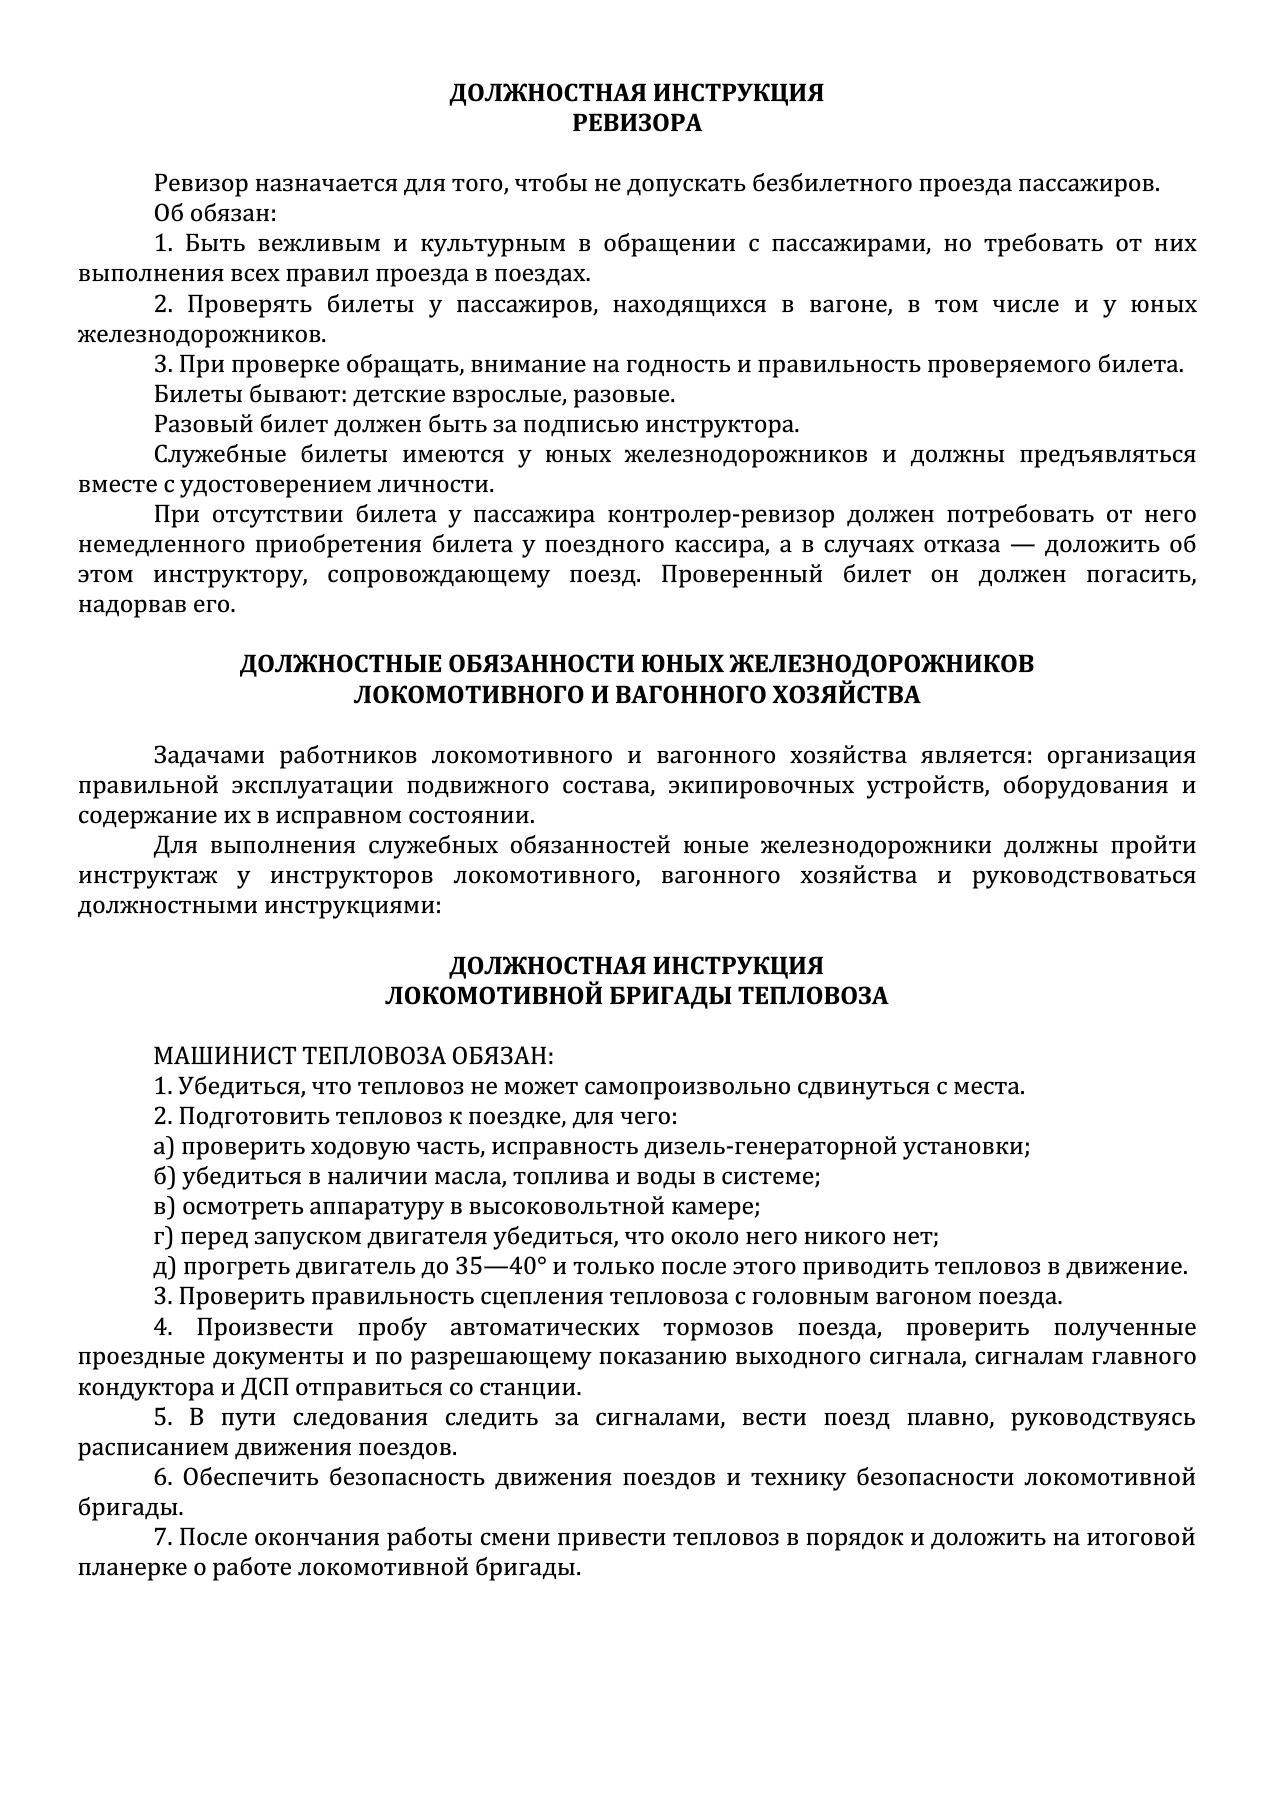 ДОЛЖНОСТНАЯ ИНСТРУКЦИЯ
РЕВИЗОРА
Ревизор назначается для того, чтобы не допускать безбилетного проезда пассажиров.
Об обязан:
1. Быть вежливым и культурным в обращении с пассажирами, но требовать от них
выполнения всех правил проезда в поездах.
2. Проверять билеты у пассажиров, находящихся в вагоне, в том числе и у юных
железнодорожников.
3. При проверке обращать, внимание на годность и правильность проверяемого билета.
Билеты бывают: детские взрослые, разовые.
Разовый билет должен быть за подписью инструктора.
Служебные билеты имеются у юных железнодорожников и должны предъявляться
вместе с удостоверением личности.
При отсутствии билета у пассажира контролер-ревизор должен потребовать от него
немедленного приобретения билета у поездного кассира, а в случаях отказа — доложить об
этом инструктору, сопровождающему поезд. Проверенный билет он должен погасить,
надорвав его.
ДОЛЖНОСТНЫЕ ОБЯЗАННОСТИ ЮНЫХ ЖЕЛЕЗНОДОРОЖНИКОВ
ЛОКОМОТИВНОГО И ВАГОННОГО ХОЗЯЙСТВА
Задачами работников локомотивного и вагонного хозяйства является: организация
правильной эксплуатации подвижного состава, экипировочных устройств, оборудования и
содержание их в исправном состоянии.
Для выполнения служебных обязанностей юные железнодорожники должны пройти
инструктаж у инструкторов локомотивного, вагонного хозяйства и руководствоваться
должностными инструкциями:
ДОЛЖНОСТНАЯ ИНСТРУКЦИЯ
ЛОКОМОТИВНОЙ БРИГАДЫ ТЕПЛОВОЗА
МАШИНИСТ ТЕПЛОВОЗА ОБЯЗАН:
1. Убедиться, что тепловоз не может самопроизвольно сдвинуться с места.
2. Подготовить тепловоз к поездке, для чего:
а) проверить ходовую часть, исправность дизель-генераторной установки;
б) убедиться в наличии масла, топлива и воды в системе;
в) осмотреть аппаратуру в высоковольтной камере;
г) перед запуском двигателя убедиться, что около него никого нет;
д) прогреть двигатель до 35—40° и только после этого приводить тепловоз в движение.
3. Проверить правильность сцепления тепловоза с головным вагоном поезда.
4. Произвести пробу автоматических тормозов поезда, проверить полученные
проездные документы и по разрешающему показанию выходного сигнала, сигналам главного
кондуктора и ДСП отправиться со станции.
5. В пути следования следить за сигналами, вести поезд плавно, руководствуясь
расписанием движения поездов.
6. Обеспечить безопасность движения поездов и технику безопасности локомотивной
бригады.
7. После окончания работы смени привести тепловоз в порядок и доложить на итоговой
планерке о работе локомотивной бригады.